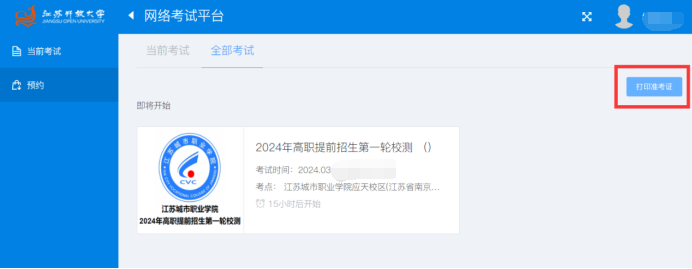 江苏开放大学
JIANGSU OPEN UNIVERSITY
网络考试平台
当前考试
预约
当前考试
全部考试
打印准考证
即将开始
江苏城市职业学院
CVC
江苏城市职业学院
2024年高职提前招生第一轮校测
2024年高职提前招生第一轮校测 （）
考试时间：2024.03
考点： 江苏城市职业学院应天校区(江苏省南京...
15小时后开始